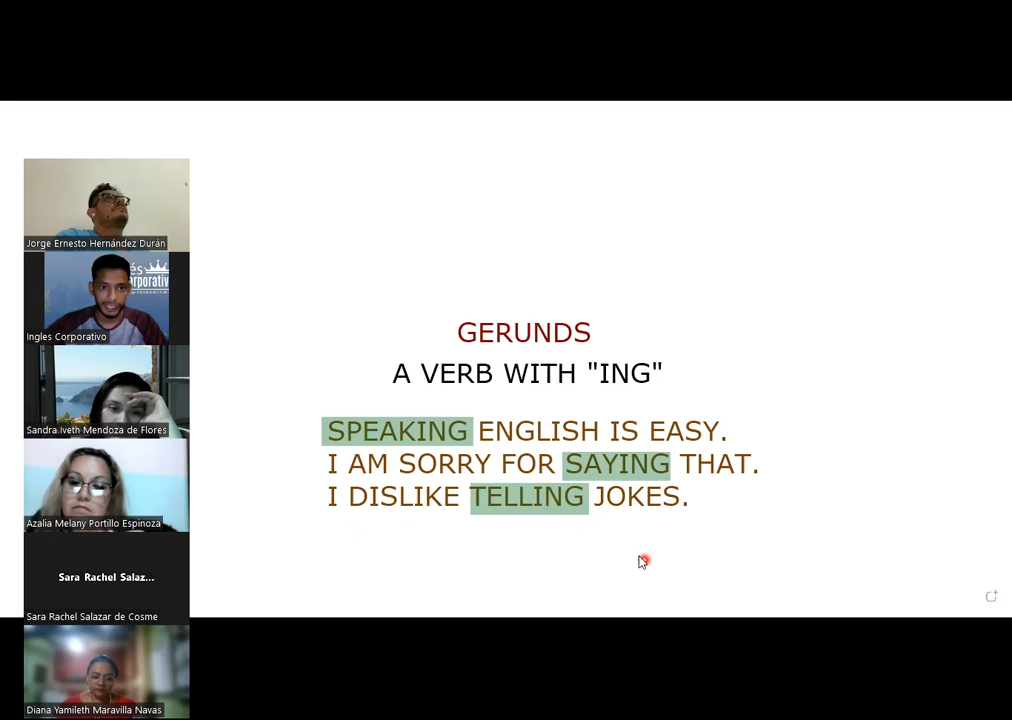 Jorge Ernesto Hernández Durán
és
rporativ
Ingles Corporativo
Sandra Iveth Mendoza de Flores
Azalia Melany Portillo Espinoza
Sara Rachel Salaz...
Sara Rachel Salazar de Cosme
Diana Yamileth Maravilla Navas
GERUNDS
A VERB WITH "ING"
SPEAKING ENGLISH IS EASY.
I AM SORRY FOR SAYING THAT.
I DISLIKE TELLING JOKES.